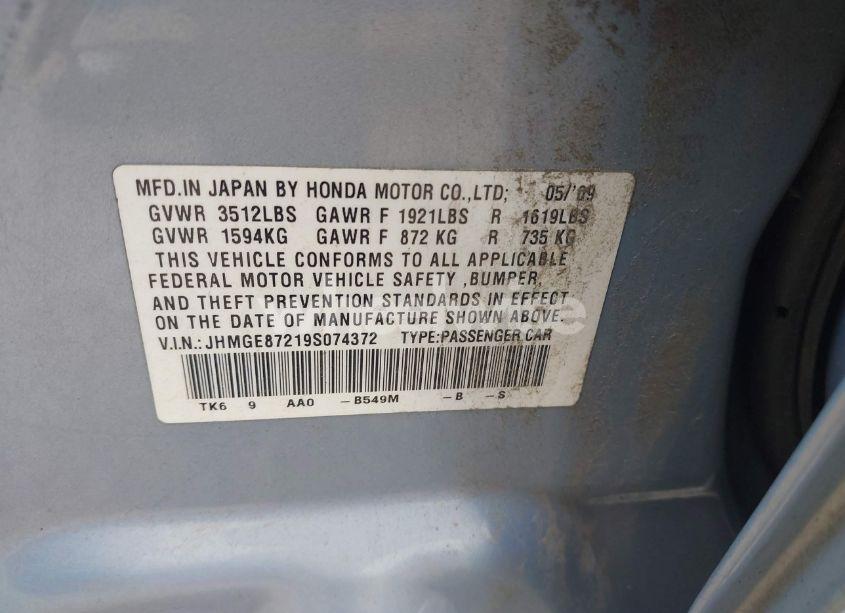 MFD.IN JAPAN BY HONDA MOTOR CO.,LTD; 05/'09
GVWR 3512LBS GAWR F 1921LBS R 1619LBS
GVWR 1594KG GAWR F 872 KG R 735 KG
THIS VEHICLE CONFORMS TO ALL APPLICABLE
FEDERAL MOTOR VEHICLE SAFETY ,BUMPER,
AND THEFT PREVENTION STANDARDS IN EFFECT
ON THE DATE OF MANUFACTURE SHOWN ABOVE.
V.I.N.: JHMGE87219S074372 TYPE:PASSENGER CAR
TK6 9 AA0 -B549M -B -S